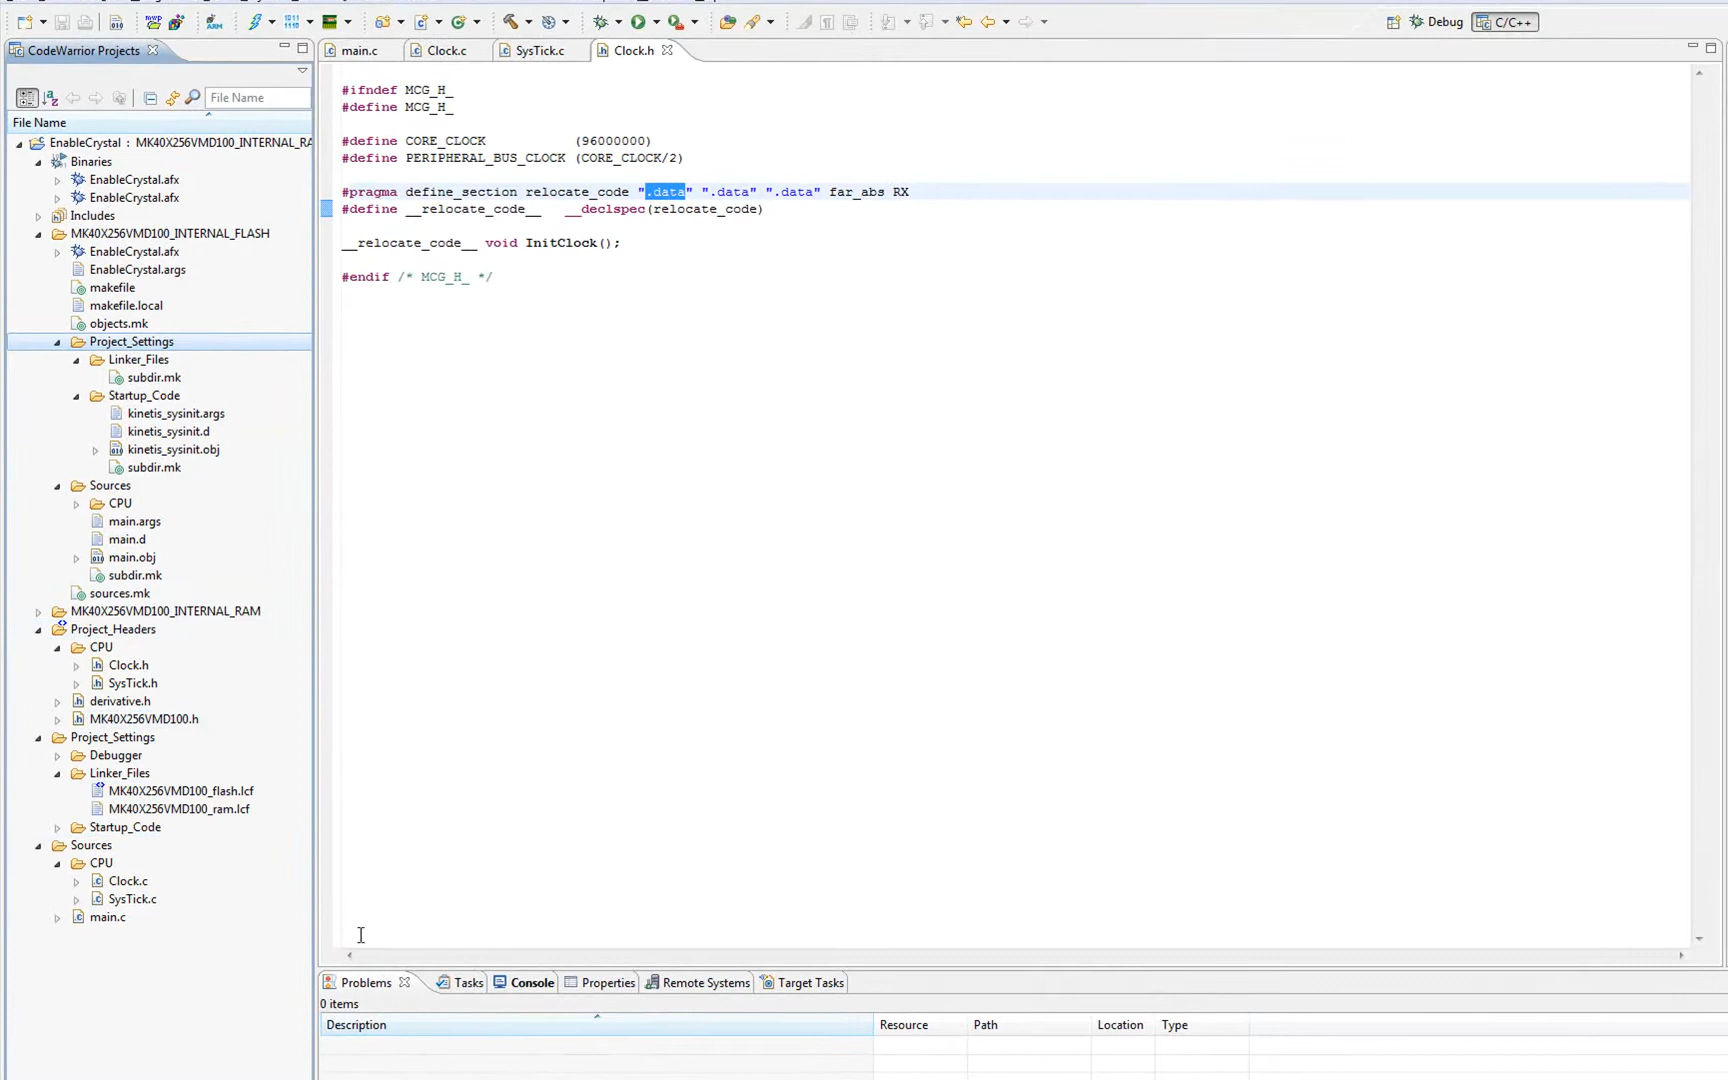 Debug
C/C++
CodeWarrior Projects
main.c
Clock.c
SysTick.c
Clock.h
File Name
File Name
EnableCrystal : MK40X256VMD100_INTERNAL_RA
Binaries
EnableCrystal.afx
EnableCrystal.afx
Includes
MK40X256VMD100_INTERNAL_FLASH
EnableCrystal.afx
EnableCrystal.args
makefile
makefile.local
objects.mk
Project_Settings
Linker_Files
subdir.mk
Startup_Code
kinetis_sysinit.args
kinetis_sysinit.d
kinetis_sysinit.obj
subdir.mk
Sources
CPU
main.args
main.d
main.obj
subdir.mk
sources.mk
MK40X256VMD100_INTERNAL_RAM
Project_Headers
CPU
Clock.h
SysTick.h
derivative.h
MK40X256VMD100.h
Project_Settings
Debugger
Linker_Files
MK40X256VMD100_flash.lcf
MK40X256VMD100_ram.lcf
Startup_Code
Sources
CPU
Clock.c
SysTick.c
main.c
#ifndef MCG_H_
#define MCG_H_
#define CORE_CLOCK (96000000)
#define PERIPHERAL_BUS_CLOCK (CORE_CLOCK/2)
#pragma define_section relocate_code ".data" ".data" ".data" far_abs RX
#define __relocate_code__ __declspec(relocate_code)
__relocate_code__ void InitClock();
#endif /* MCG_H_ */
Problems
Tasks
Console
Properties
Remote Systems
Target Tasks
0 items
Description Resource Path Location Type